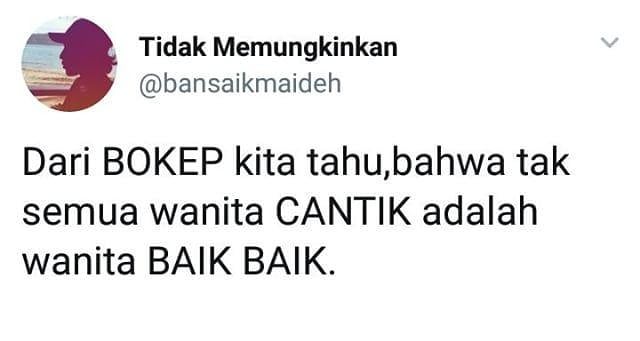 Tidak Memungkinkan
@bansaikmaideh
Dari BOKEP kita tahu,bahwa tak
semua wanita CANTIK adalah
wanita BAIK BAIK.